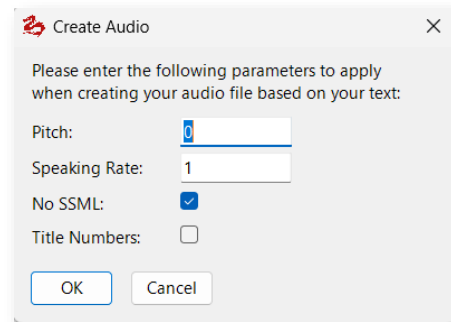 Create Audio
Please enter the following parameters to apply
when creating your audio file based on your text:
Pitch: 0
Speaking Rate: 1
No SSML:
Title Numbers:
OK Cancel